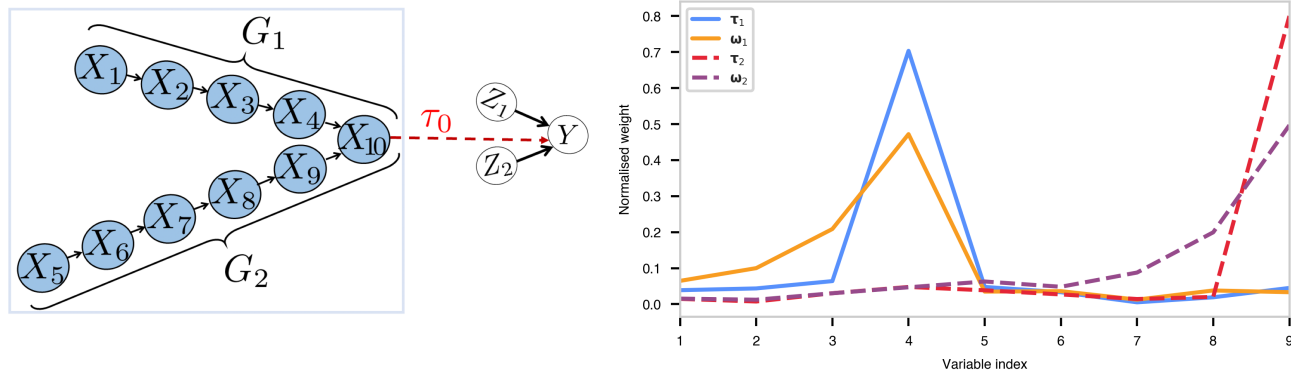 G₁
X₁
X₂
X₃
X₄
X₁₀
τ₀
Z₁
Y
Z₂
X₉
X₈
X₇
X₆
X₅
G₂
τ₁
ω₁
τ₂
ω₂
Normalised weight
0.8
0.7
0.6
0.5
0.4
0.3
0.2
0.1
0.0
1 2 3 4 5 6 7 8 9
Variable index